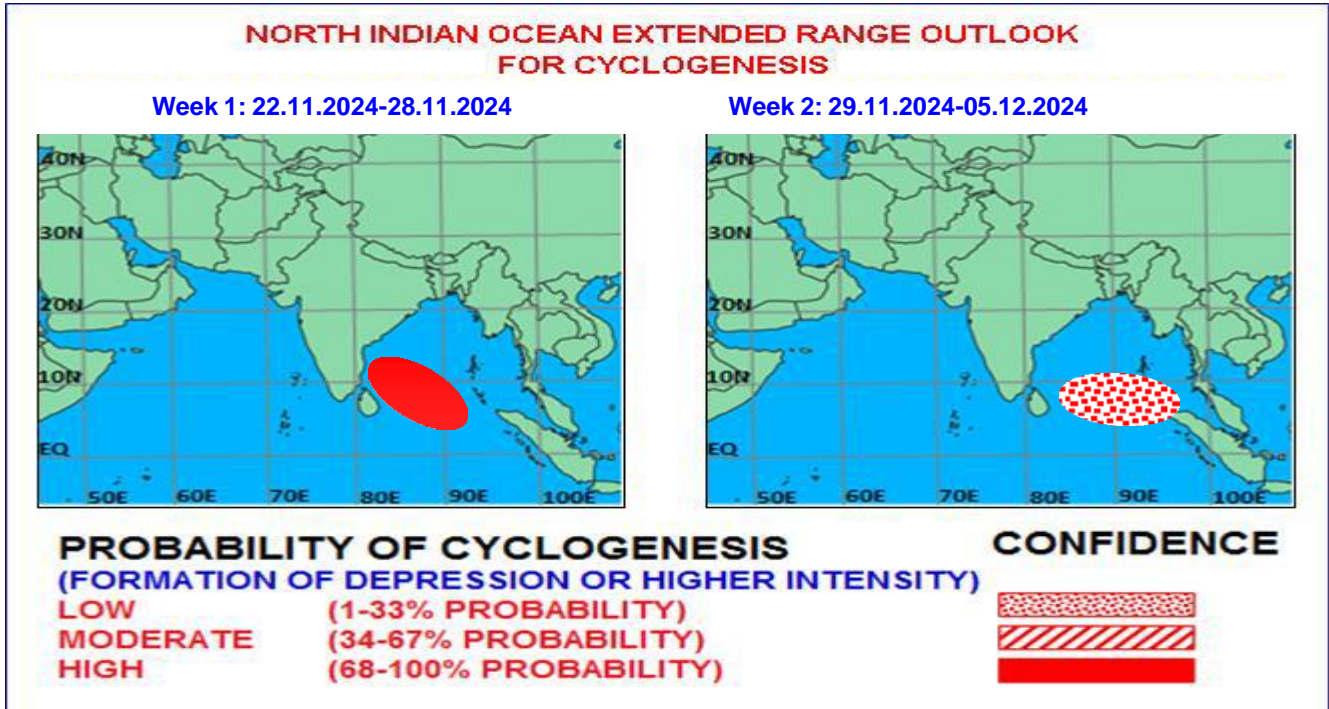 NORTH INDIAN OCEAN EXTENDED RANGE OUTLOOK
FOR CYCLOGENESIS
Week 1: 22.11.2024-28.11.2024
40N
30N
20N
10N
EQ
50E 60E 70E 80E 90E 100E
Week 2: 29.11.2024-05.12.2024
40N
30N
20N
10N
EQ
50E 60E 70E 80E 90E 100E
PROBABILITY OF CYCLOGENESIS CONFIDENCE
(FORMATION OF DEPRESSION OR HIGHER INTENSITY)
LOW (1-33% PROBABILITY)
MODERATE (34-67% PROBABILITY)
HIGH (68-100% PROBABILITY)